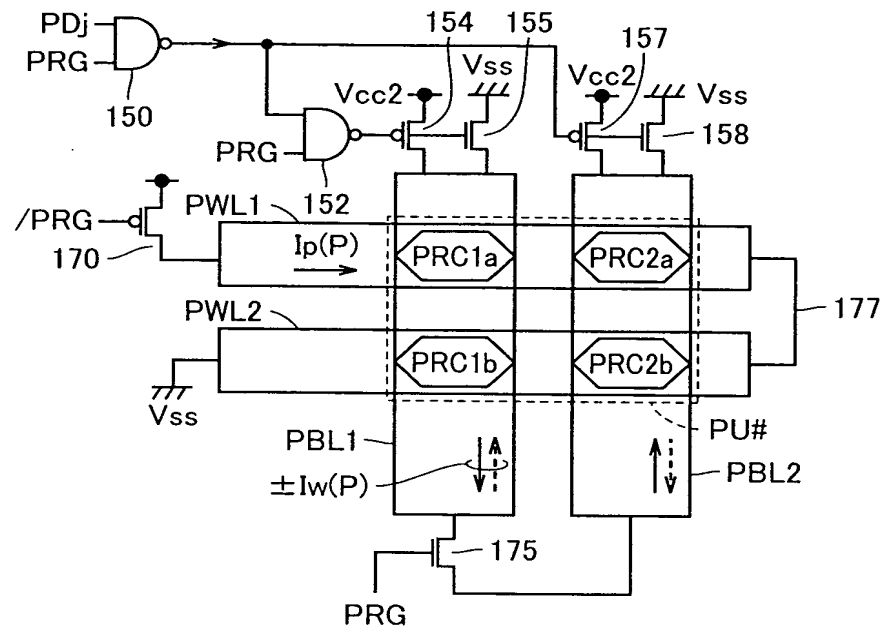 PDj
PRG
150
154
155
157
Vcc2
Vss
Vcc2
Vss
158
PRG
152
/PRG
170
PWL1
Ip(P)
PRC1a
PRC2a
177
PWL2
PRC1b
PRC2b
Vss
PU#
PBL1
±Iw(P)
PBL2
175
PRG